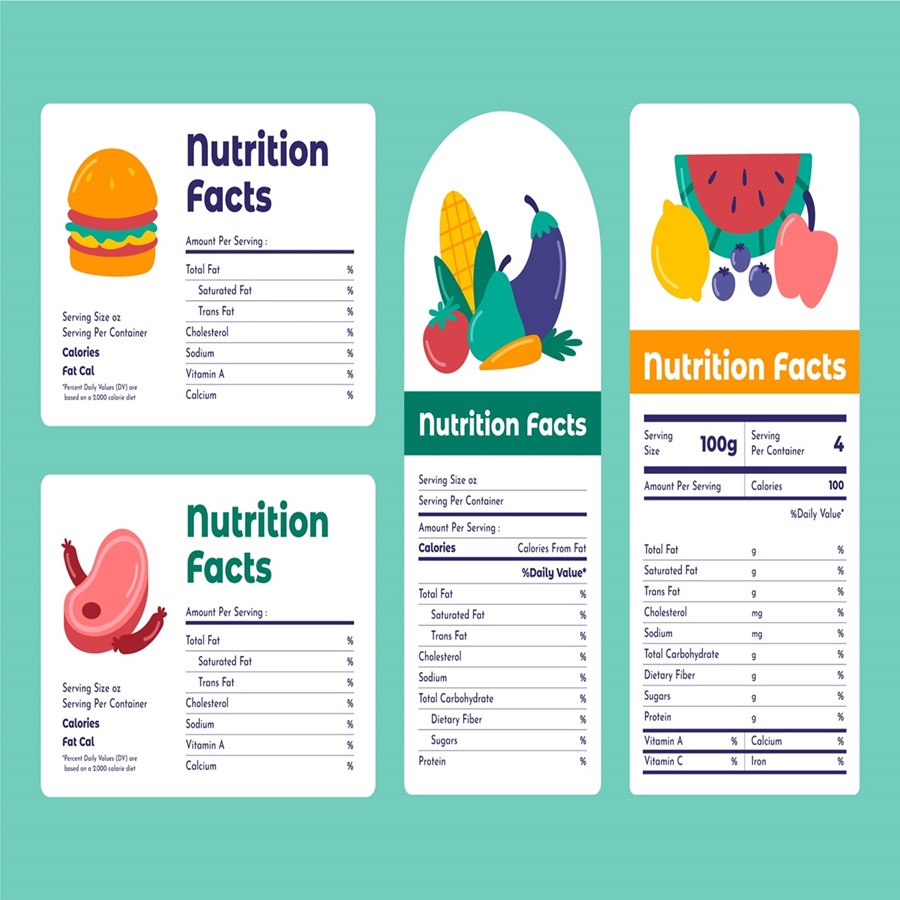 Nutrition
Facts
Amount Per Serving :
Total Fat %
Saturated Fat %
Trans Fat %
Cholesterol %
Sodium %
Vitamin A %
Calcium %
Serving Size oz
Serving Per Container
Calories
Fat Cal
*Percent Daily Values (DV) are
based on a 2.000 calorie diet
Nutrition
Facts
Amount Per Serving :
Total Fat %
Saturated Fat %
Trans Fat %
Cholesterol %
Sodium %
Vitamin A %
Calcium %
Serving Size oz
Serving Per Container
Calories
Fat Cal
*Percent Daily Values (DV) are
based on a 2.000 calorie diet
Nutrition Facts
Serving Size oz
Serving Per Container
Amount Per Serving :
Calories Calories From Fat
%Daily Value*
Total Fat %
Saturated Fat %
Trans Fat %
Cholesterol %
Sodium %
Total Carbohydrate %
Dietary Fiber %
Sugars %
Protein %
Nutrition Facts
Serving
Size 100g
Serving
Per Container 4
Amount Per Serving Calories 100
%Daily Value*
Total Fat g %
Saturated Fat g %
Trans Fat g %
Cholesterol mg %
Sodium mg %
Total Carbohydrate g %
Dietary Fiber g %
Sugars g %
Protein g %
Vitamin A % Calcium %
Vitamin C % Iron %